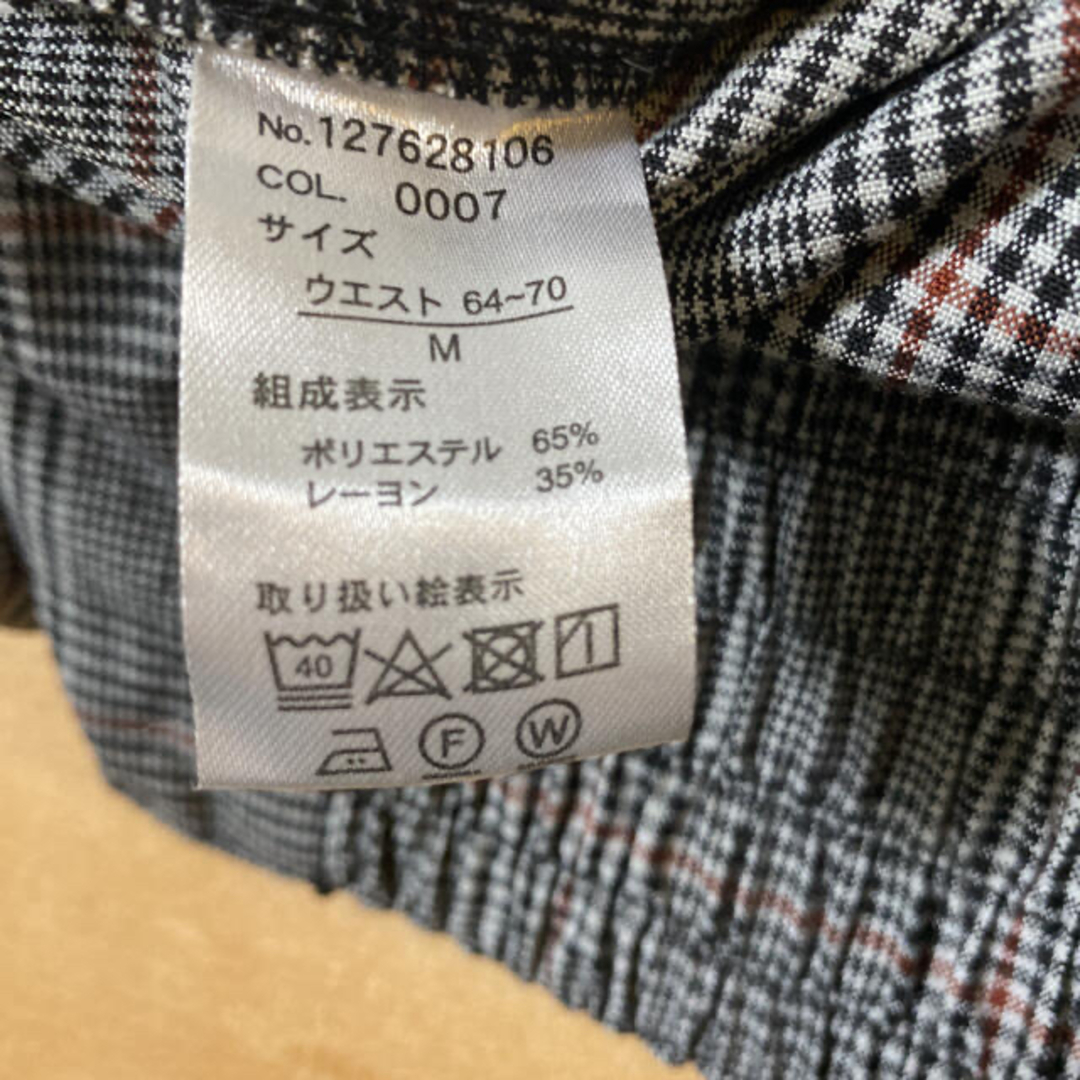 No.127628106
COL. 0007
サイズ
ウエスト 64~70
M
組成表示
ポリエステル 65%
レーヨン 35%
取り扱い絵表示
40
F W